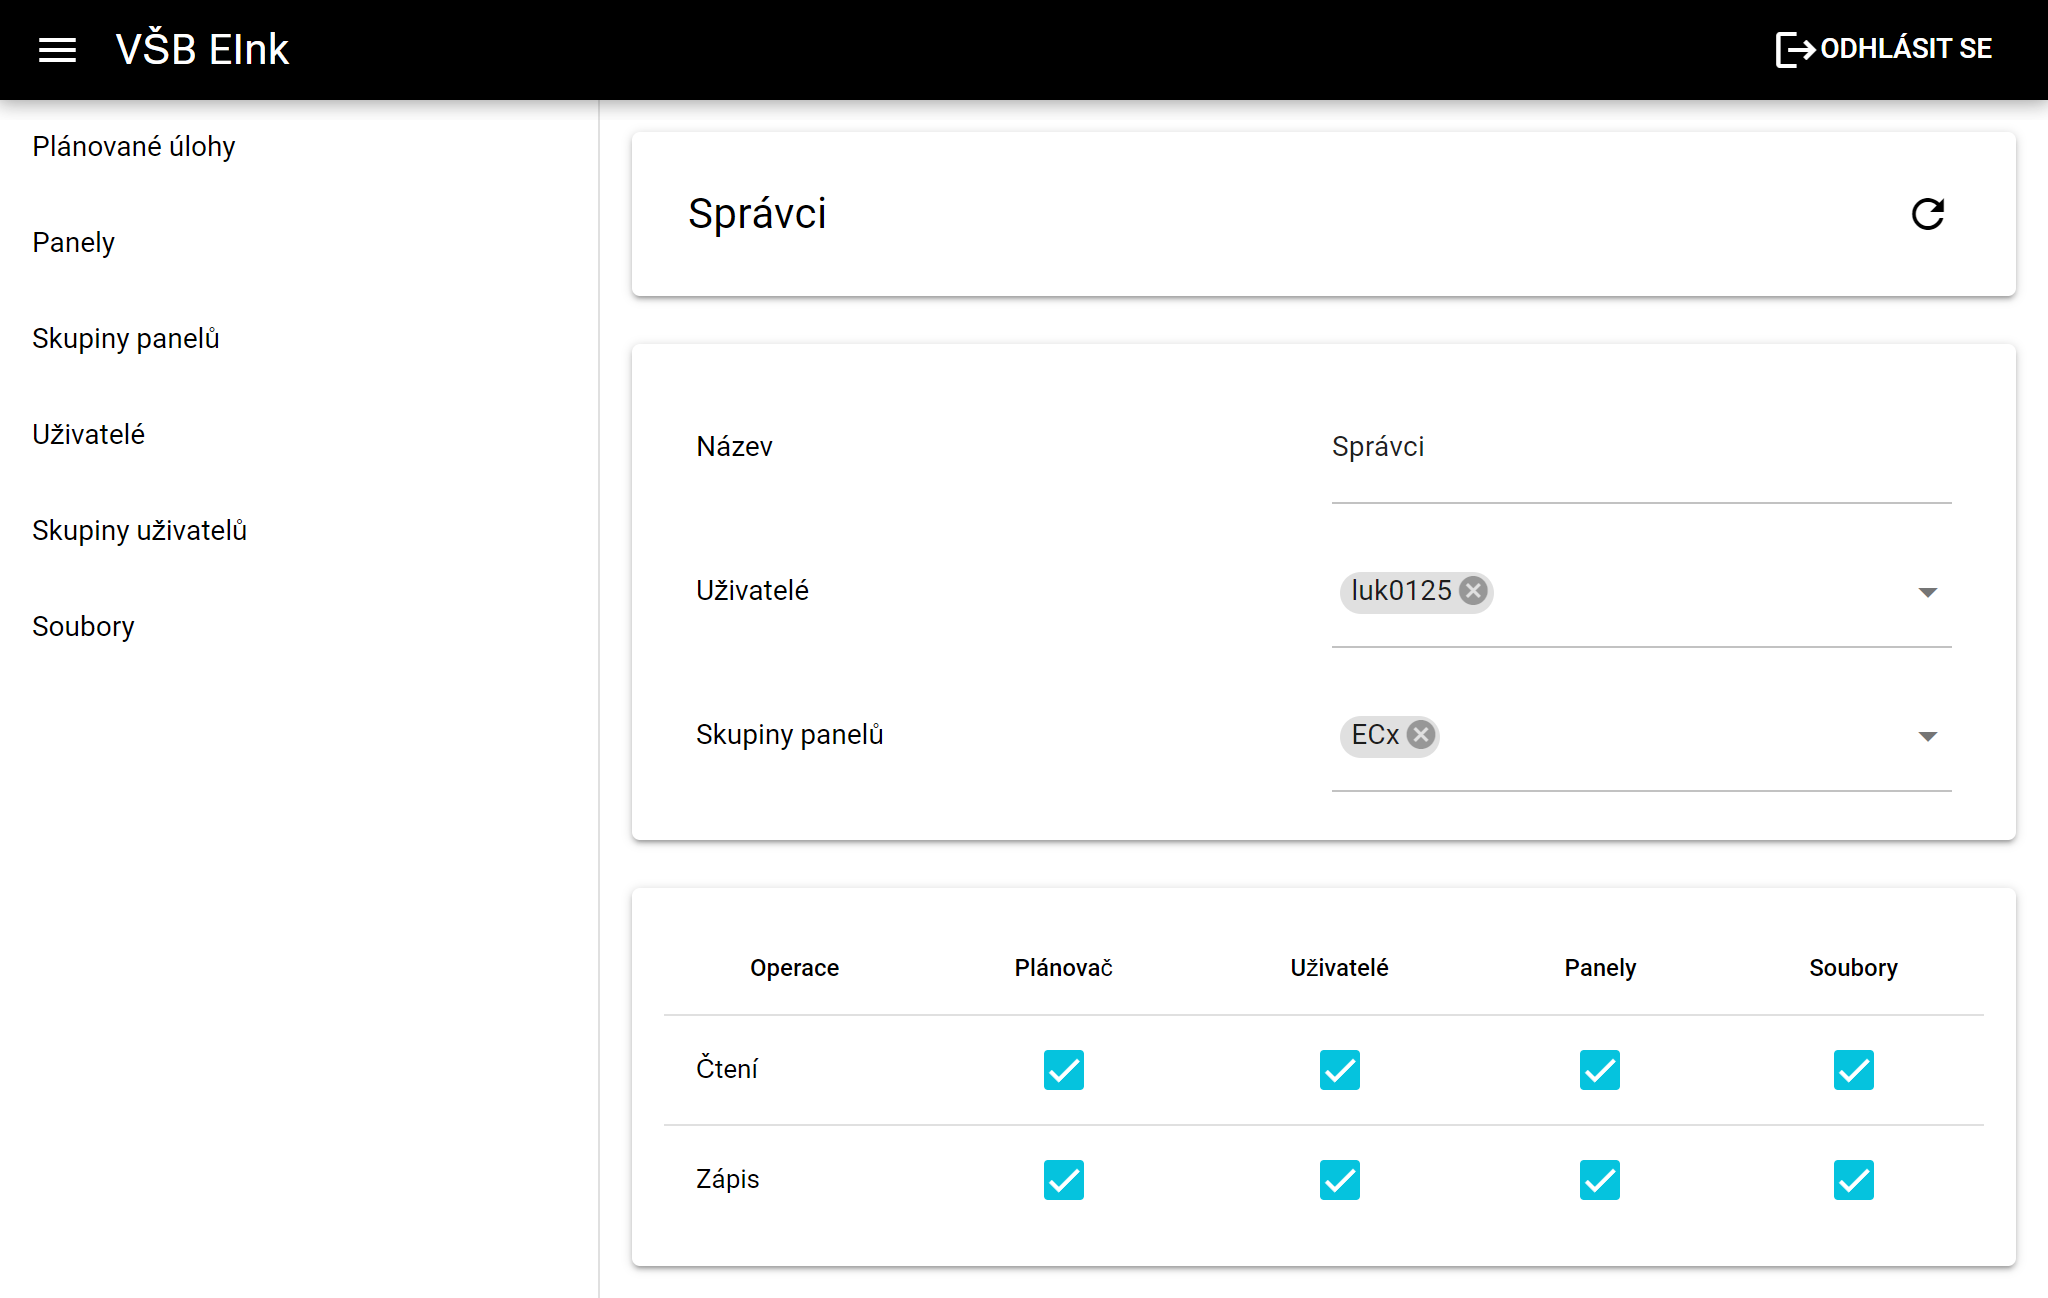 VŠB EInk
ODHLÁSIT SE
Plánované úlohy
Panely
Skupiny panelů
Uživatelé
Skupiny uživatelů
Soubory
Správci
Název Správci
Uživatelé luk0125
Skupiny panelů ECx
Operace Plánovač Uživatelé Panely Soubory
Čtení
Zápis